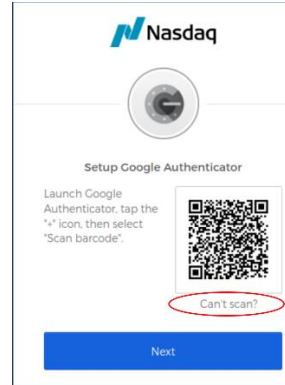 Nasdaq
Setup Google Authenticator
Launch Google
Authenticator, tap the
"+" icon, then select
"Scan barcode".
Can't scan?
Next